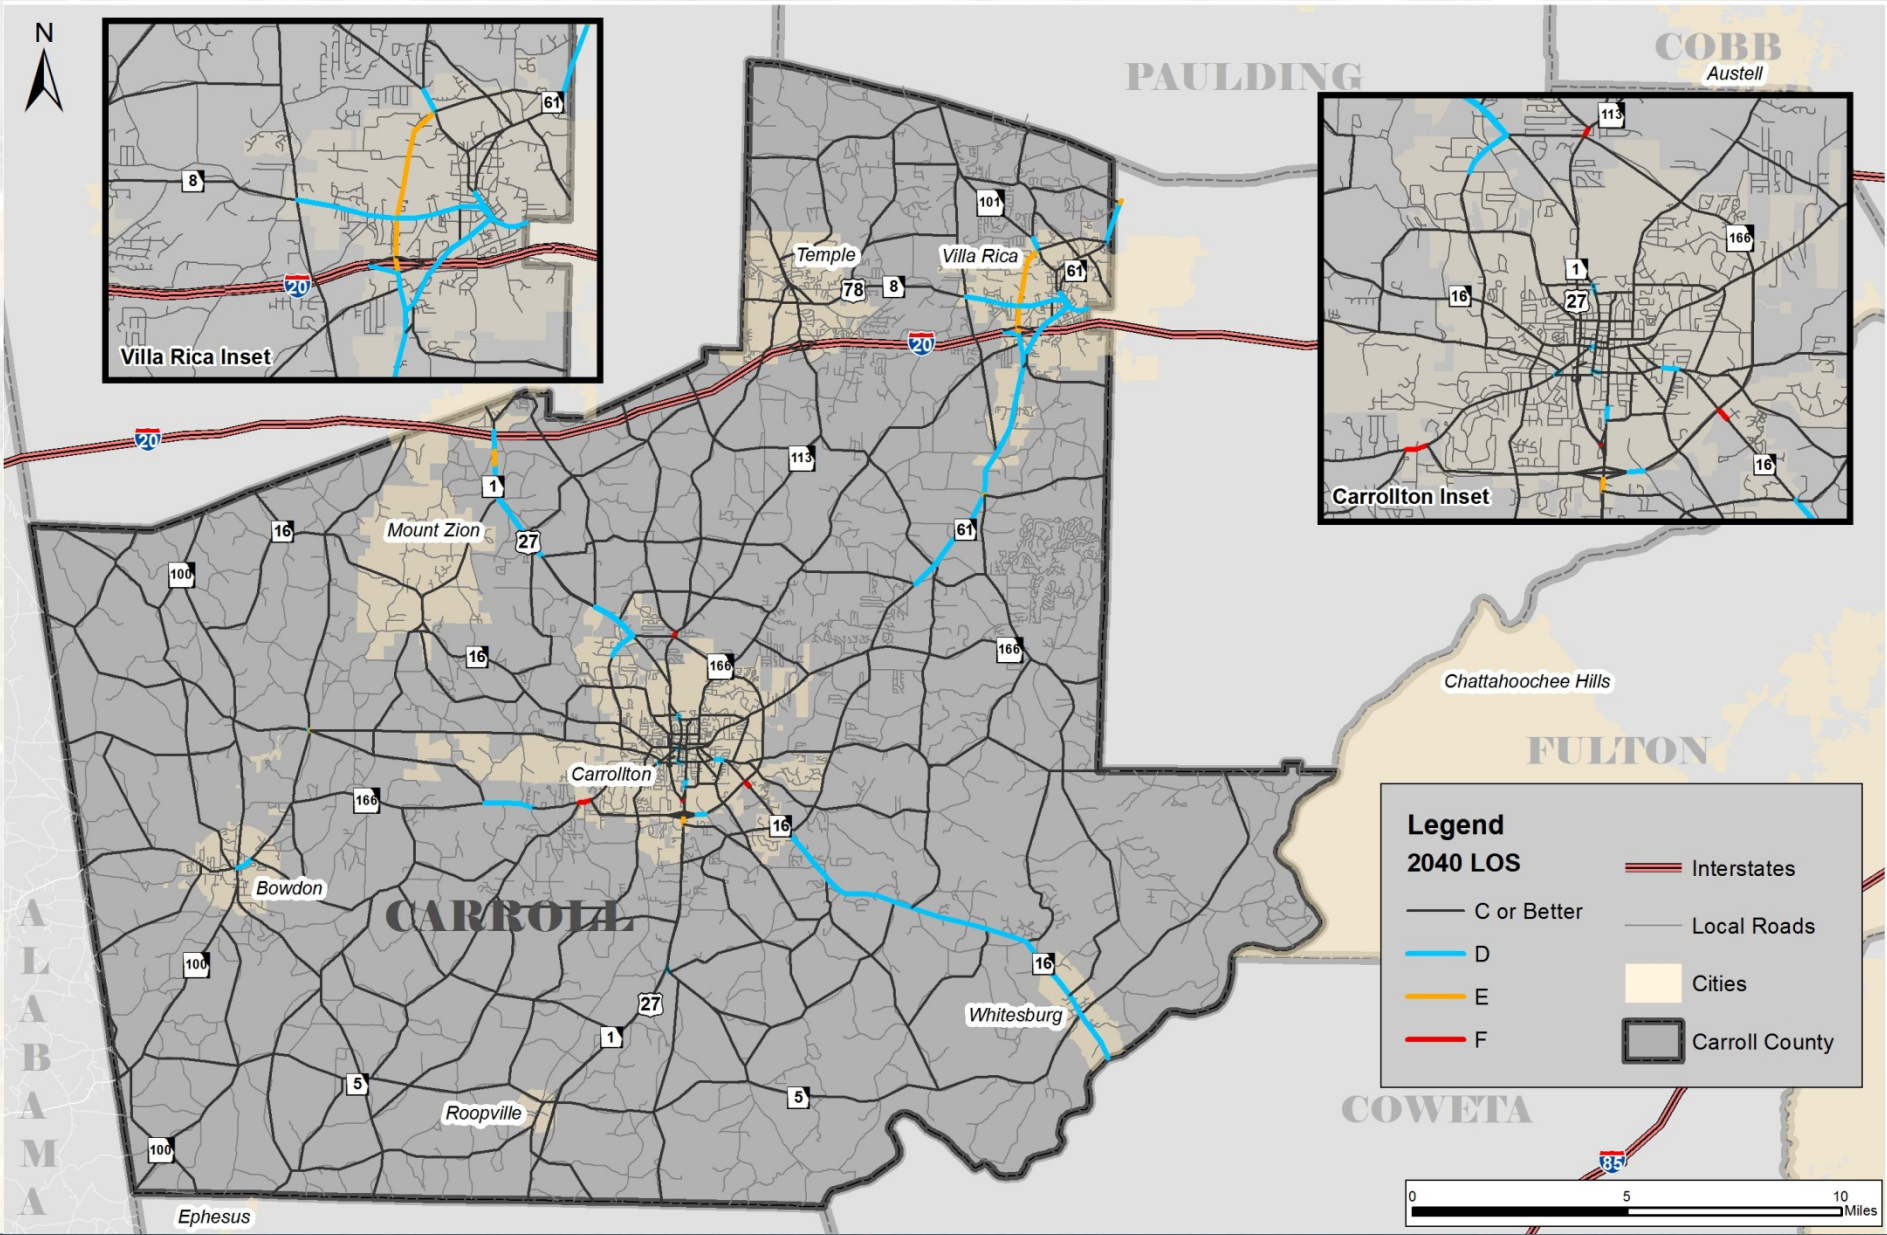 N
61
8
20
Villa Rica Inset
PAULDING
COBB
Austell
113
166
1
27
16
16
Carrollton Inset
101
Temple
Villa Rica
61
78
8
20
20
113
1
Mount Zion
27
16
61
100
16
166
166
Chattahoochee Hills
FULTON
Carrollton
166
16
Bowdon
CARROLL
ALABAMA
100
16
27
Whitesburg
1
5
5
Roopville
100
Ephesus
COWETA
85
Legend
2040 LOS
C or Better
D
E
F
Interstates
Local Roads
Cities
Carroll County
0 5 10
Miles